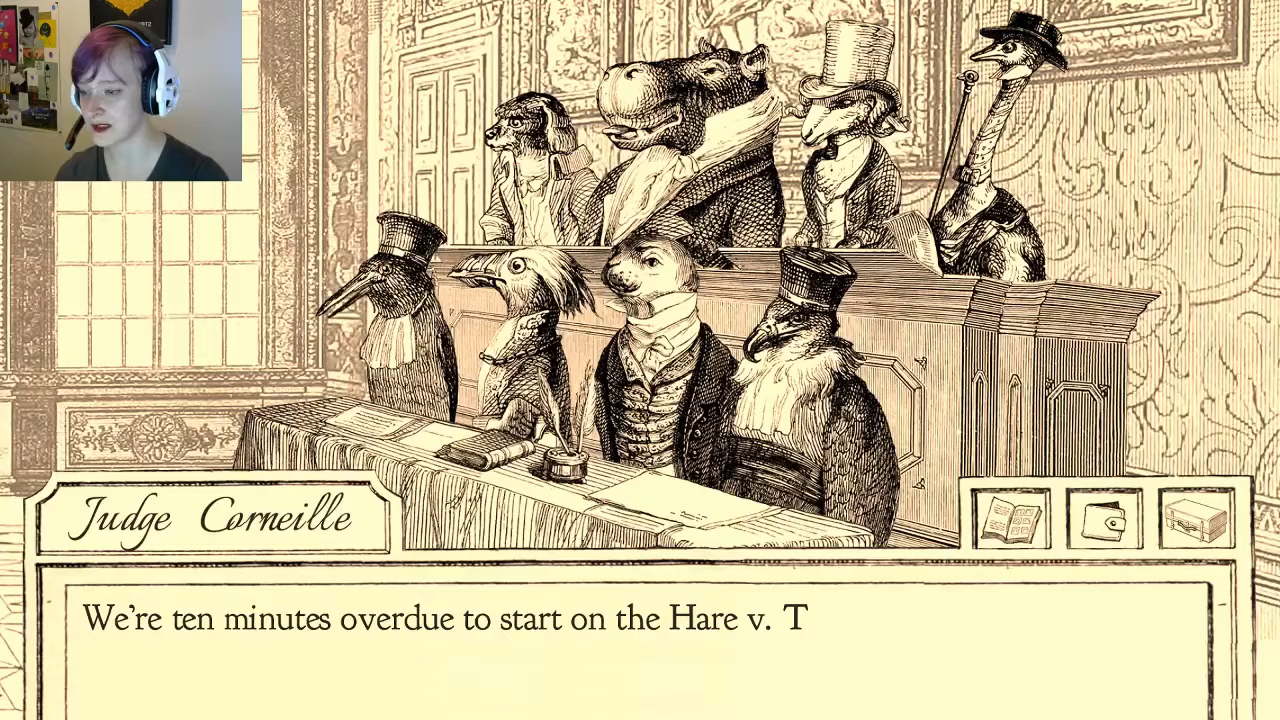 Judge Corneille
We're ten minutes overdue to start on the Hare v. T